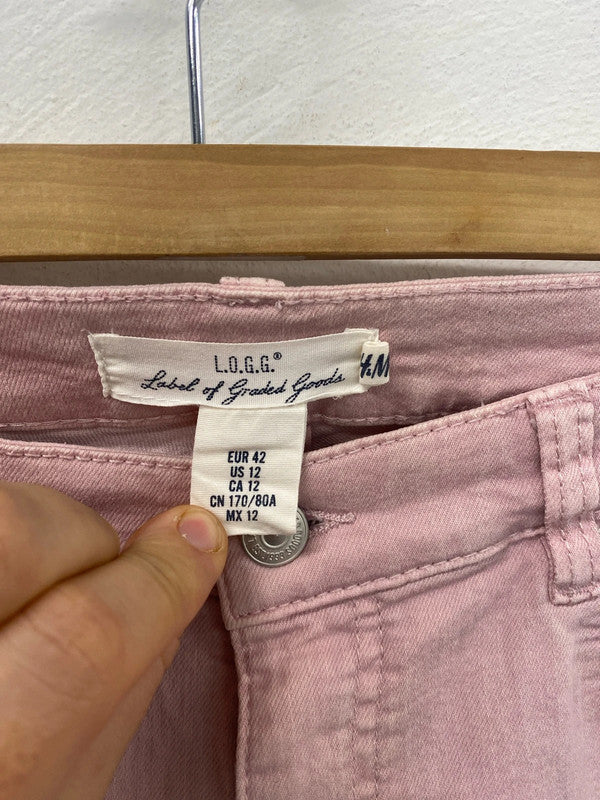 L.O.G.G.®
Label of Graded Goods
H&M
EUR 42
US 12
CA 12
CN 170/80A
MX 12